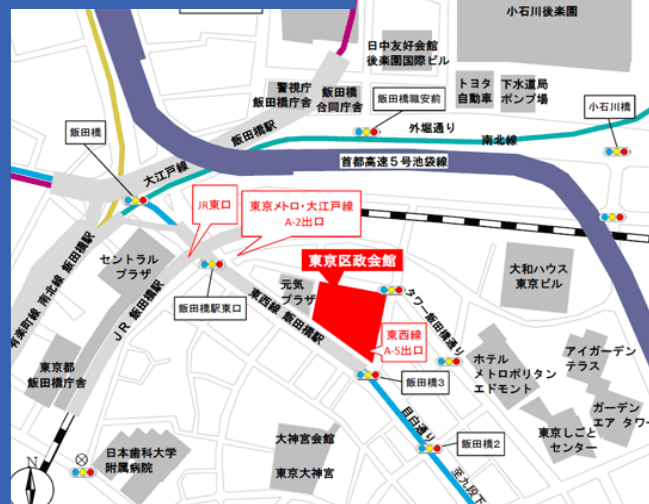 小石川後楽園
日中友好会館
後楽園国際ビル
警視庁
飯田橋庁舎
飯田橋
合同庁舎
トヨタ
自動車
下水道局
ポンプ場
飯田橋職安前
小石川橋
飯田橋
飯田橋駅
大江戸線
外堀通り
南北線
首都高速5号池袋線
JR東口
東京メトロ・大江戸線
A-2出口
東京区政会館
セントラル
プラザ
有楽町線 南北線 飯田橋駅
JR 飯田橋駅
飯田橋駅東口
元気
プラザ
東西線 飯田橋駅
大和ハウス
東京ビル
タワー飯田橋通り
東西線
A-5出口
東京都
飯田橋庁舎
飯田橋3
ホテル
メトロポリタン
エドモント
アイガーデン
テラス
ガーデン
エア タワー
東京しごと
センター
目白通り
飯田橋2
大神宮会館
東京大神宮
日本歯科大学
附属病院
至九段下
N